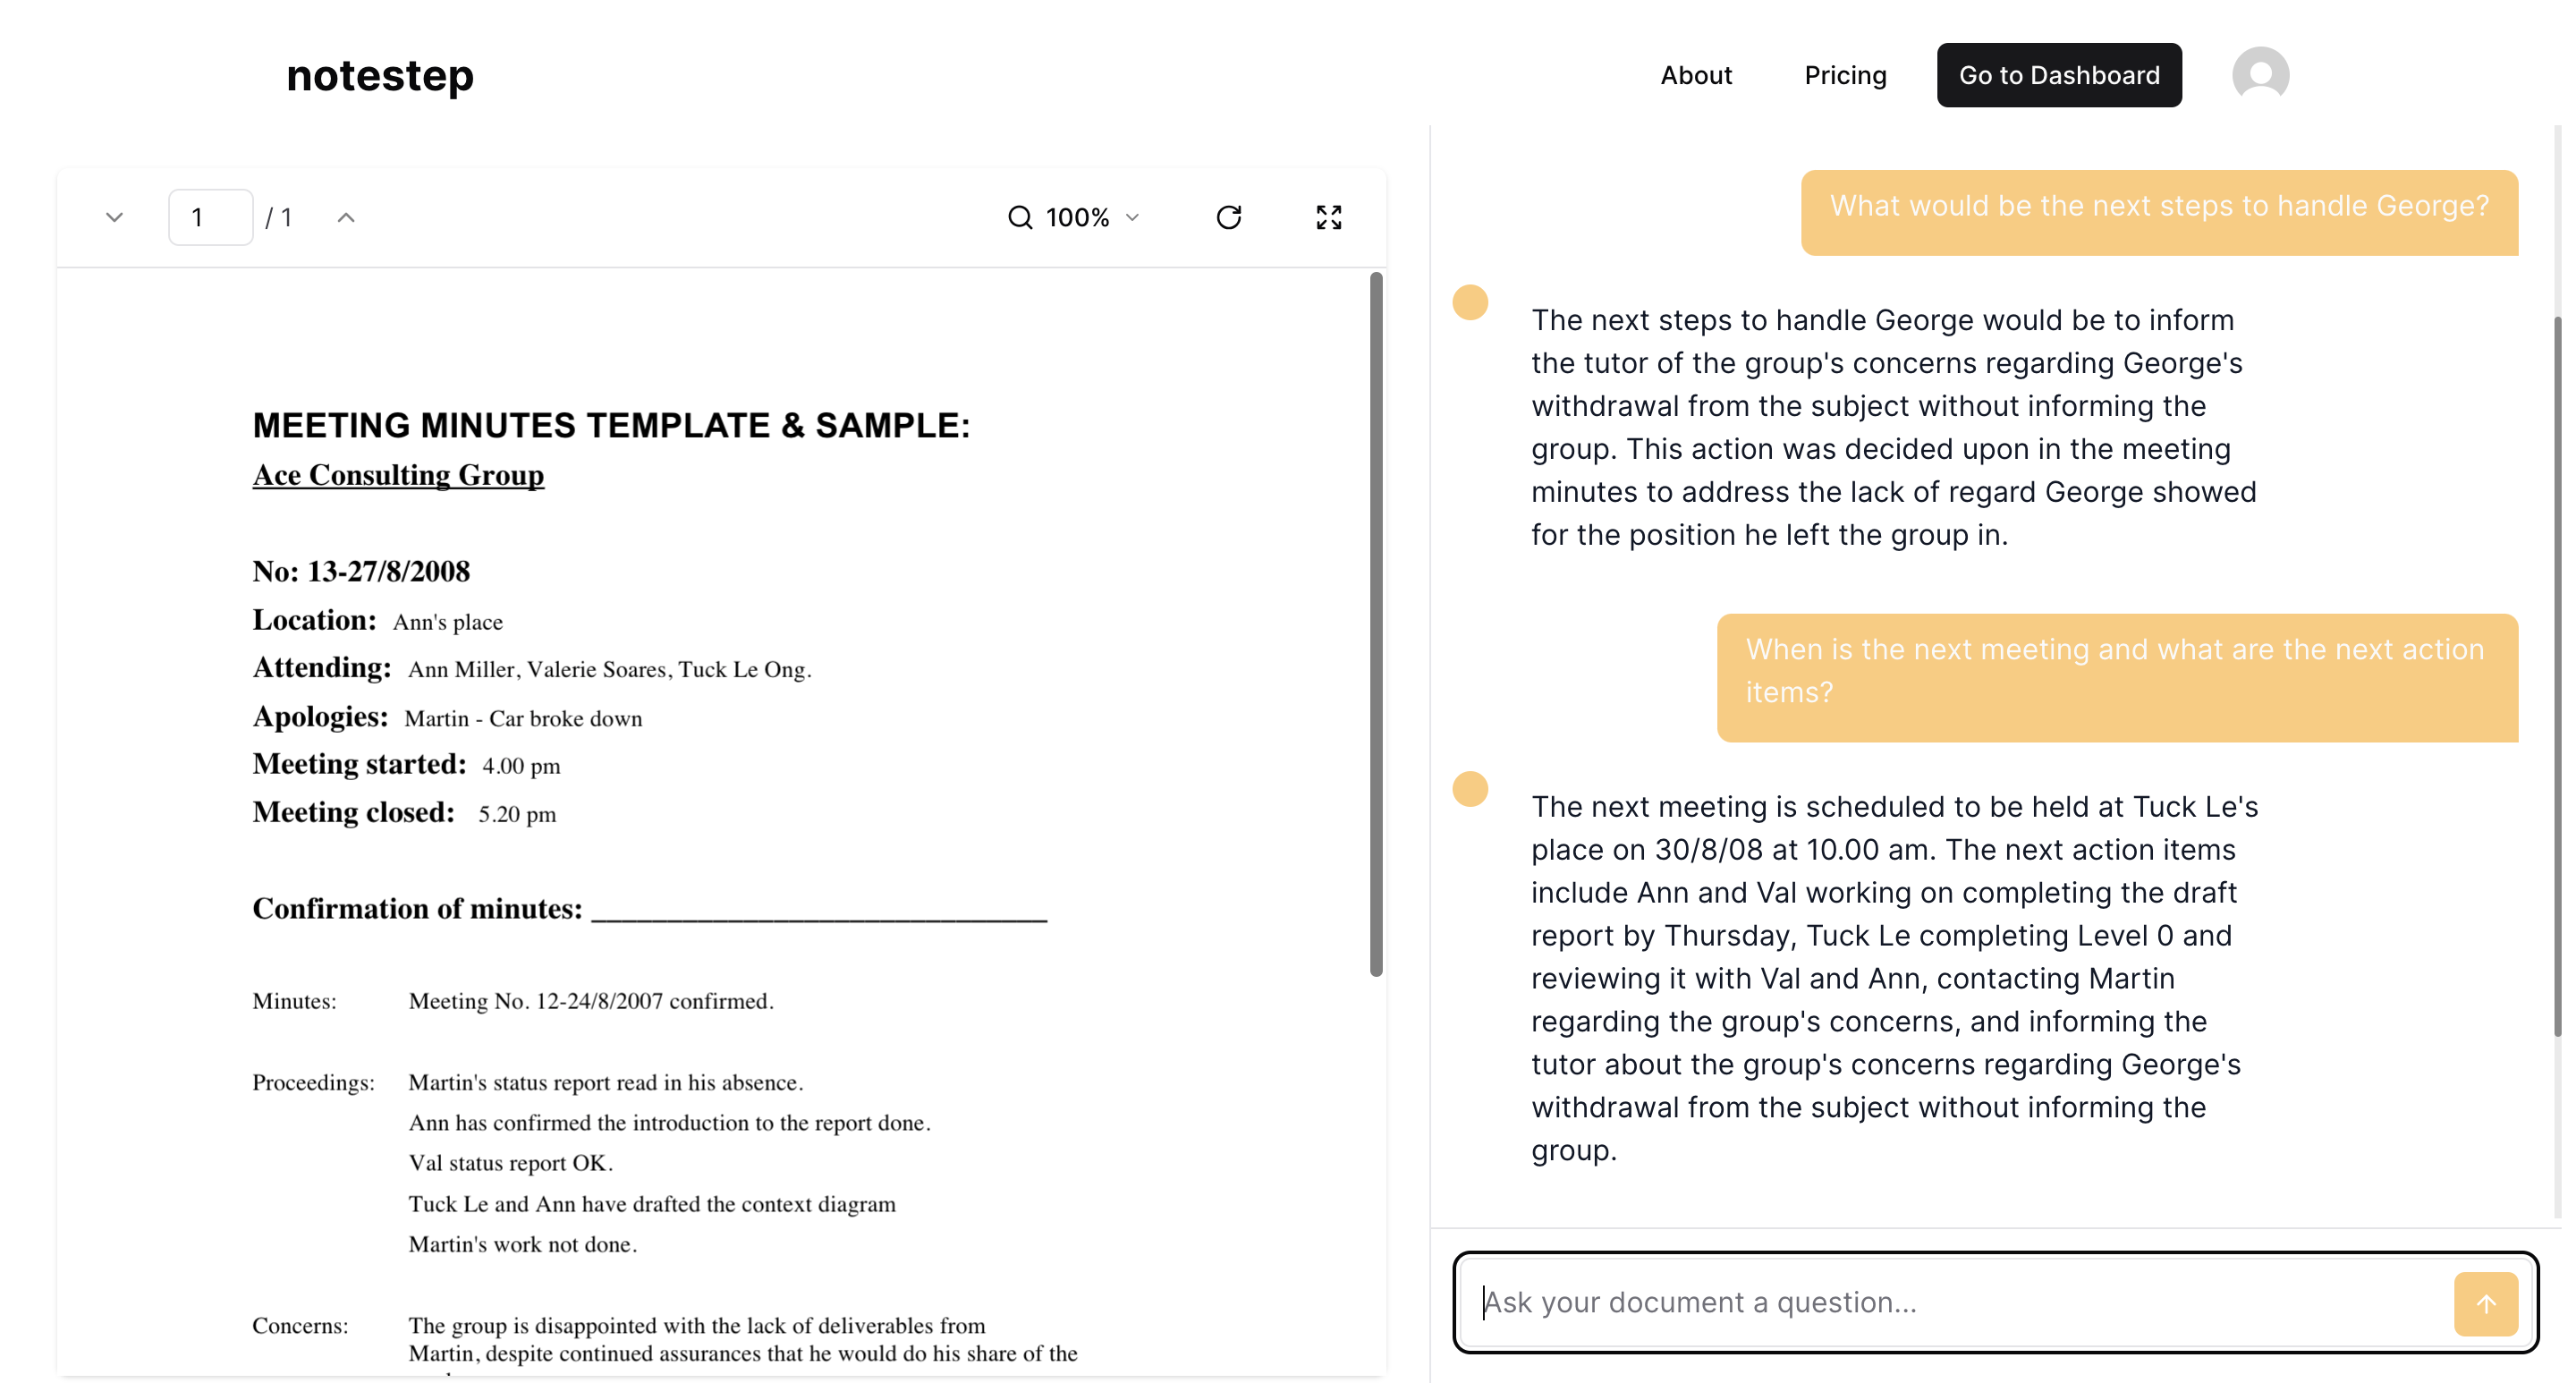 notestep
About Pricing Go to Dashboard
1 / 1 100%
MEETING MINUTES TEMPLATE & SAMPLE:
Ace Consulting Group
No: 13-27/8/2008
Location: Ann's place
Attending: Ann Miller, Valerie Soares, Tuck Le Ong.
Apologies: Martin - Car broke down
Meeting started: 4.00 pm
Meeting closed: 5.20 pm
Confirmation of minutes: ______________________________
Minutes: Meeting No. 12-24/8/2007 confirmed.
Proceedings: Martin's status report read in his absence.
Ann has confirmed the introduction to the report done.
Val status report OK.
Tuck Le and Ann have drafted the context diagram
Martin's work not done.
Concerns: The group is disappointed with the lack of deliverables from
Martin, despite continued assurances that he would do his share of the
What would be the next steps to handle George?
The next steps to handle George would be to inform
the tutor of the group's concerns regarding George's
withdrawal from the subject without informing the
group. This action was decided upon in the meeting
minutes to address the lack of regard George showed
for the position he left the group in.
When is the next meeting and what are the next action
items?
The next meeting is scheduled to be held at Tuck Le's
place on 30/8/08 at 10.00 am. The next action items
include Ann and Val working on completing the draft
report by Thursday, Tuck Le completing Level 0 and
reviewing it with Val and Ann, contacting Martin
regarding the group's concerns, and informing the
tutor about the group's concerns regarding George's
withdrawal from the subject without informing the
group.
Ask your document a question...